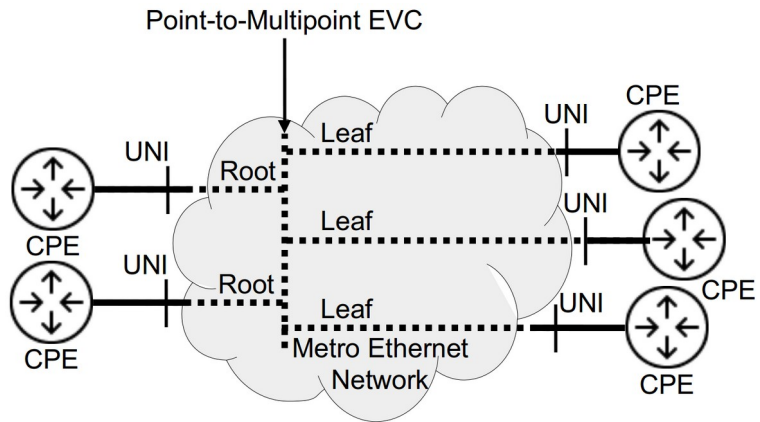 Point-to-Multipoint EVC
CPE
UNI
Leaf
UNI
Root
UNI
CPE
Leaf
UNI
Root
CPE
Leaf
UNI
CPE
Metro Ethernet
Network
CPE